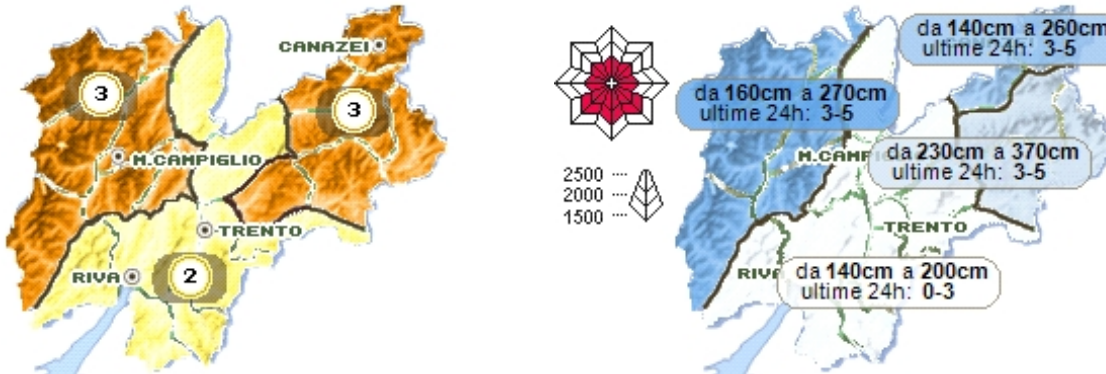 CANAZEI
3
3
M.CAMPIGLIO
TRENTO
RIVA
2
2500
2000
1500
da 140cm a 260cm
ultime 24h: 3-5
da 160cm a 270cm
ultime 24h: 3-5
M.CAMPI
da 230cm a 370cm
ultime 24h: 3-5
TRENTO
RIVA
da 140cm a 200cm
ultime 24h: 0-3